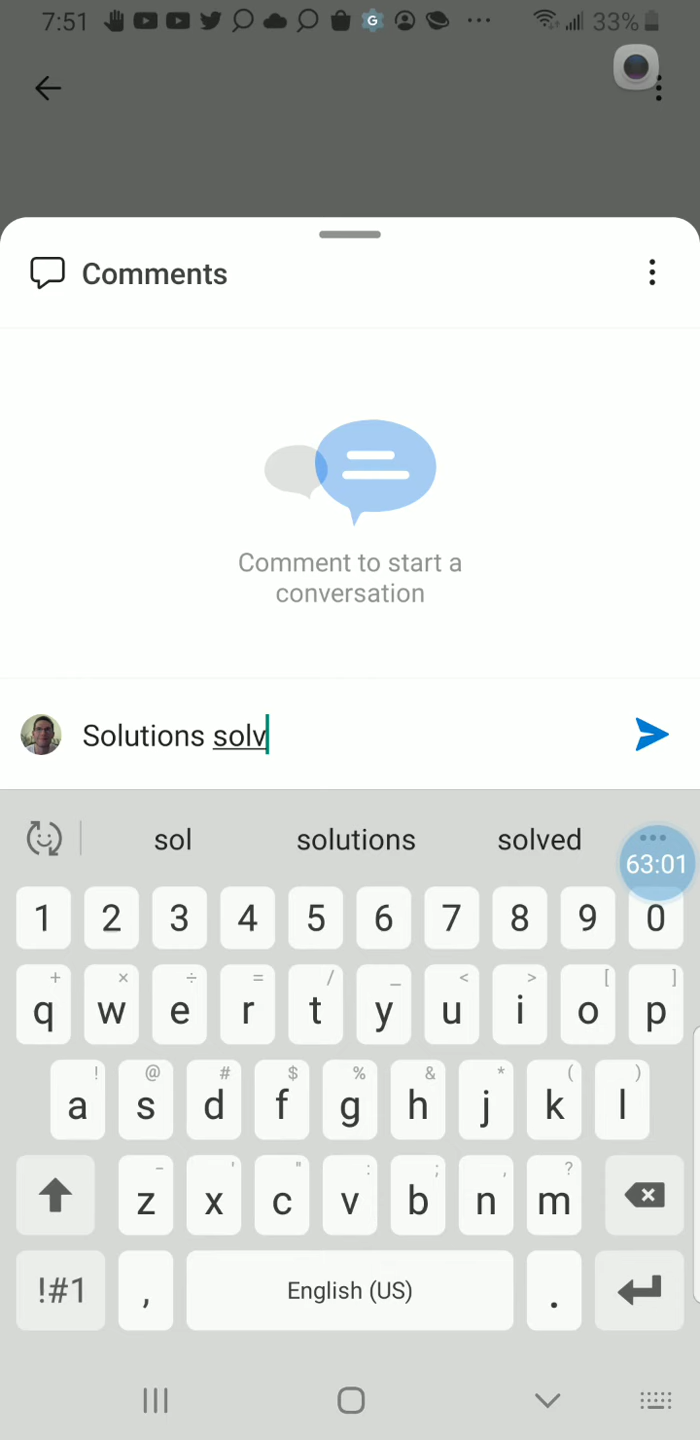 7:51 G 33%
Comments
Comment to start a
conversation
Solutions solv
sol solutions solved
63:01
1 2 3 4 5 6 7 8 9 0
+ × ÷ = / _ < > [ ]
q w e r t y u i o p
! @ # $ % & * ( )
a s d f g h j k l
- ' " : ; , ?
z x c v b n m
!#1 , English (US) .